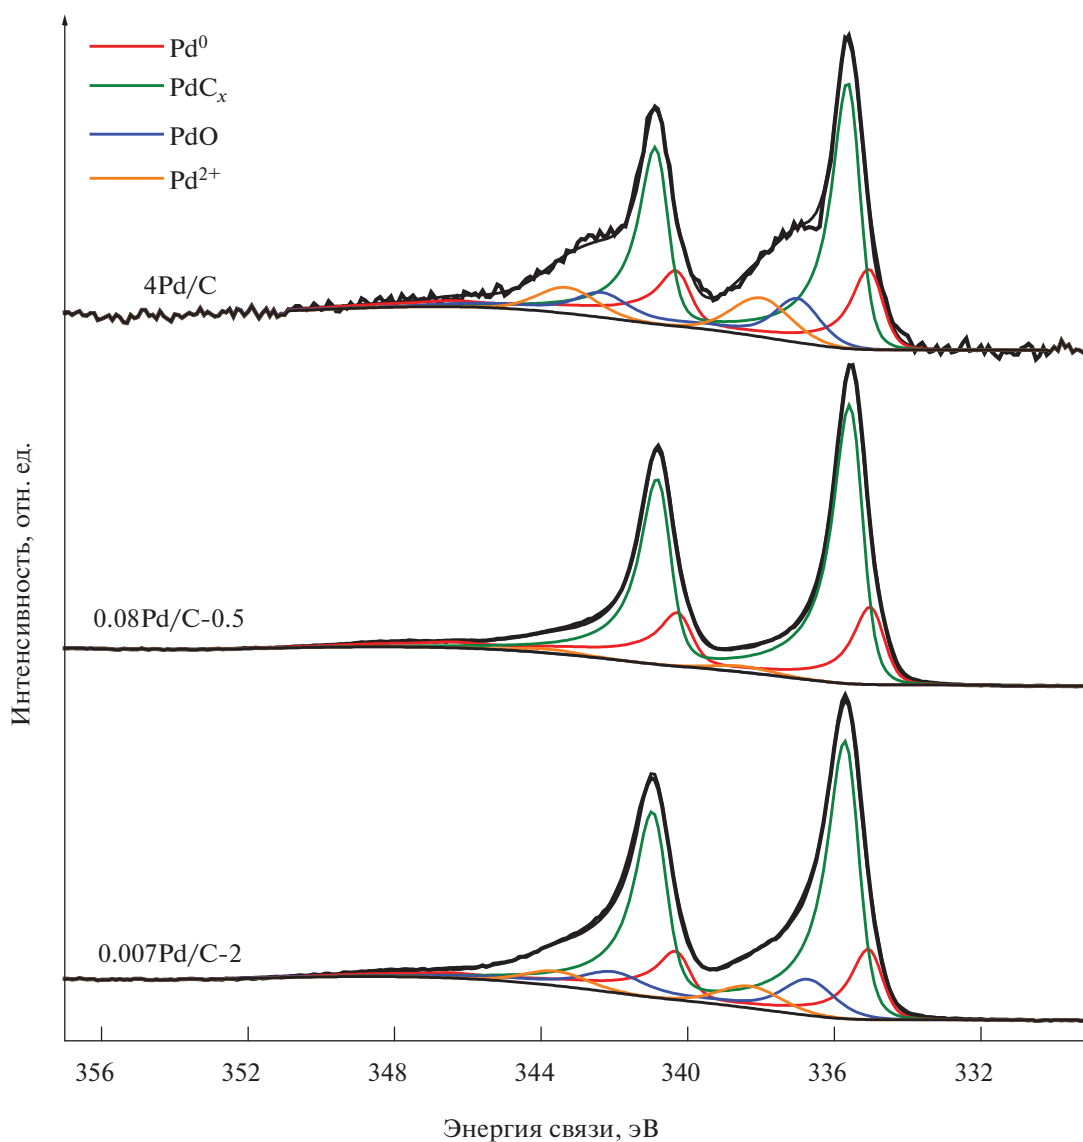 Pd⁰
PdCₓ
PdO
Pd²⁺
4Pd/C
0.08Pd/C-0.5
0.007Pd/C-2
Интенсивность, отн. ед.
356 352 348 344 340 336 332
Энергия связи, эВ